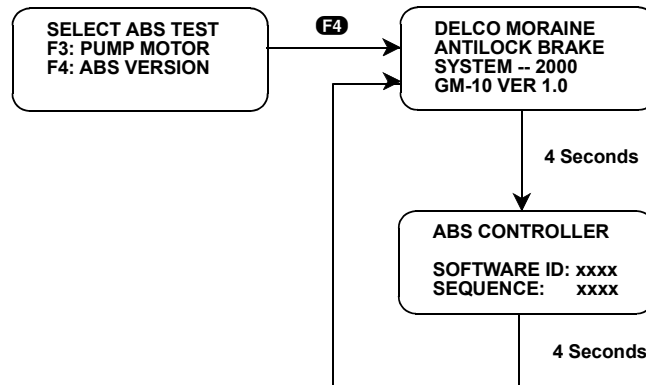 SELECT ABS TEST
F3: PUMP MOTOR
F4: ABS VERSION
F4
DELCO MORAINE
ANTILOCK BRAKE
SYSTEM -- 2000
GM-10 VER 1.0
4 Seconds
ABS CONTROLLER
SOFTWARE ID: xxxx
SEQUENCE: xxxx
4 Seconds